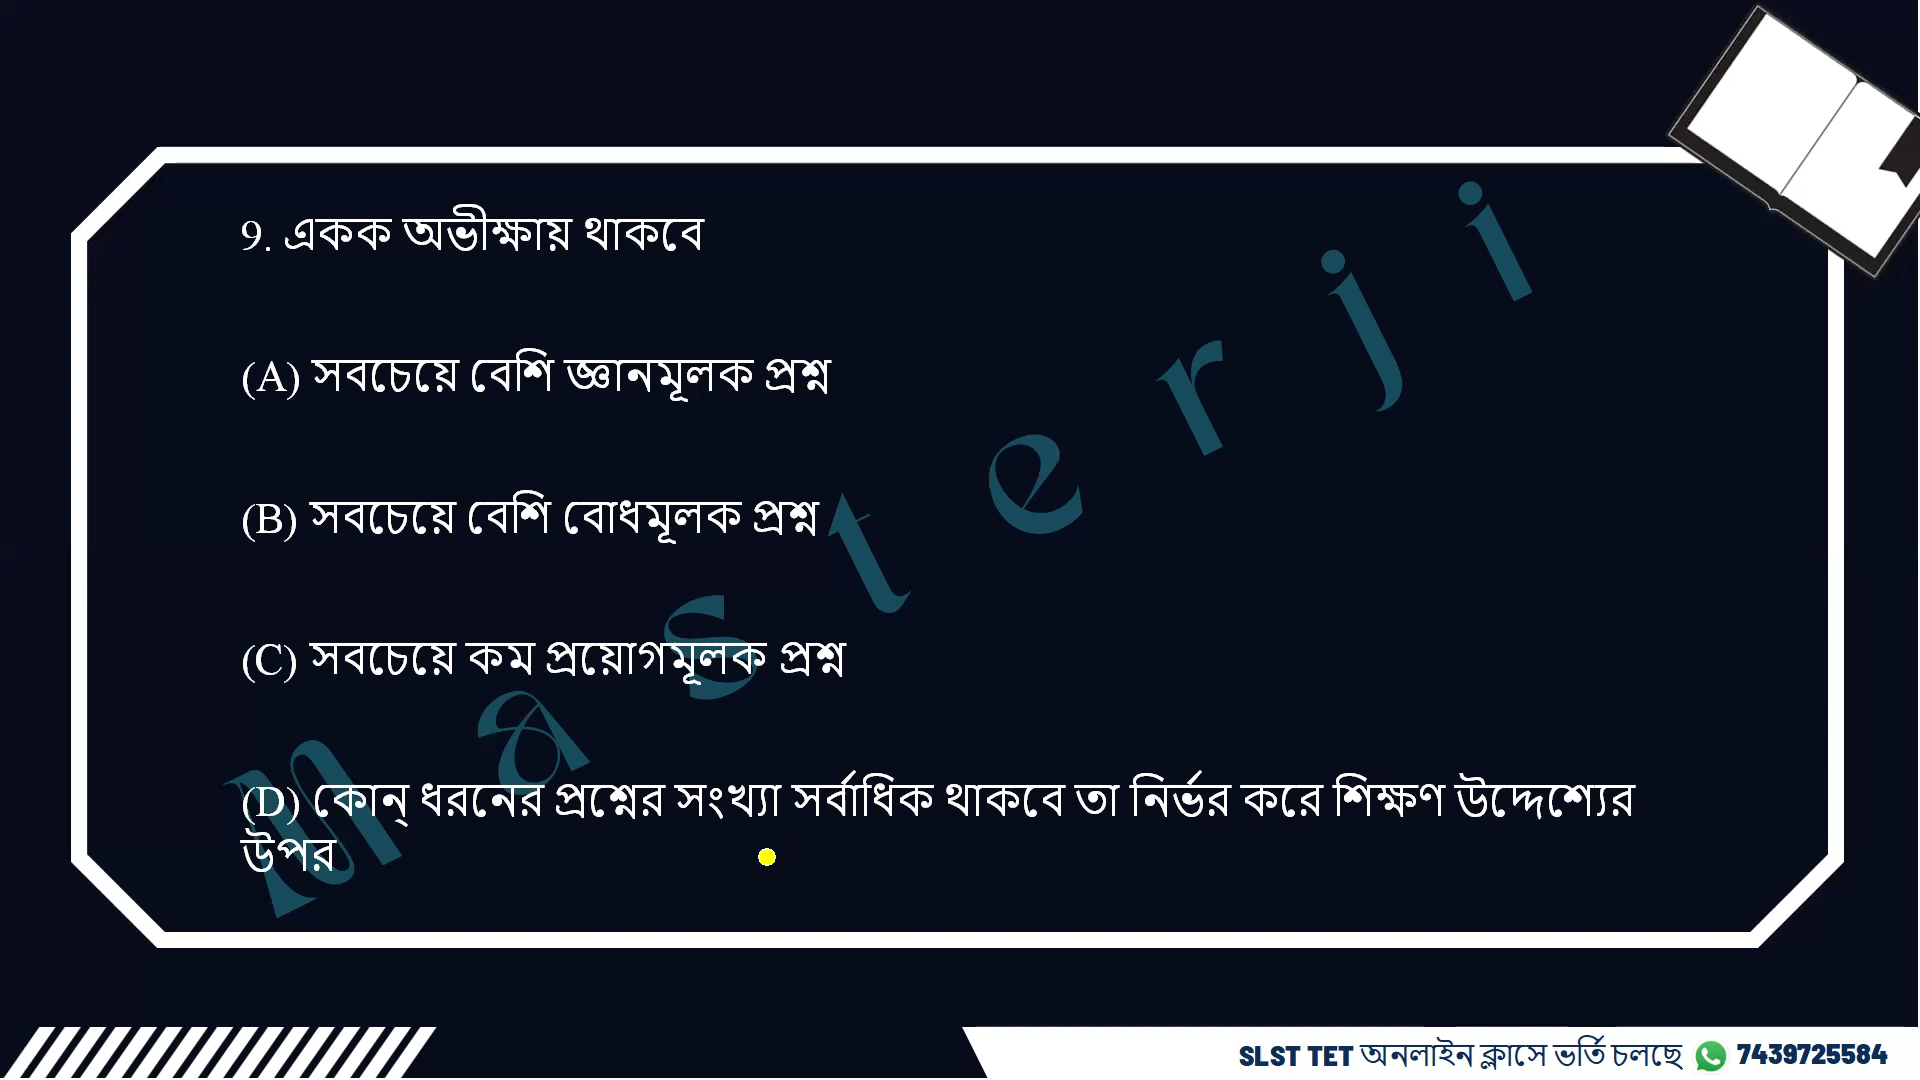 9. একক অভীক্ষায় থাকবে
(A) সবচেয়ে বেশি জ্ঞানমূলক প্রশ্ন
(B) সবচেয়ে বেশি বোধমূলক প্রশ্ন
(C) সবচেয়ে কম প্রয়োগমূলক প্রশ্ন
(D) কোন্ ধরনের প্রশ্নের সংখ্যা সর্বাধিক থাকবে তা নির্ভর করে শিক্ষণ উদ্দেশ্যের
উপর
Masterji
SLST TET অনলাইন ক্লাসে ভর্তি চলছে 7439725584